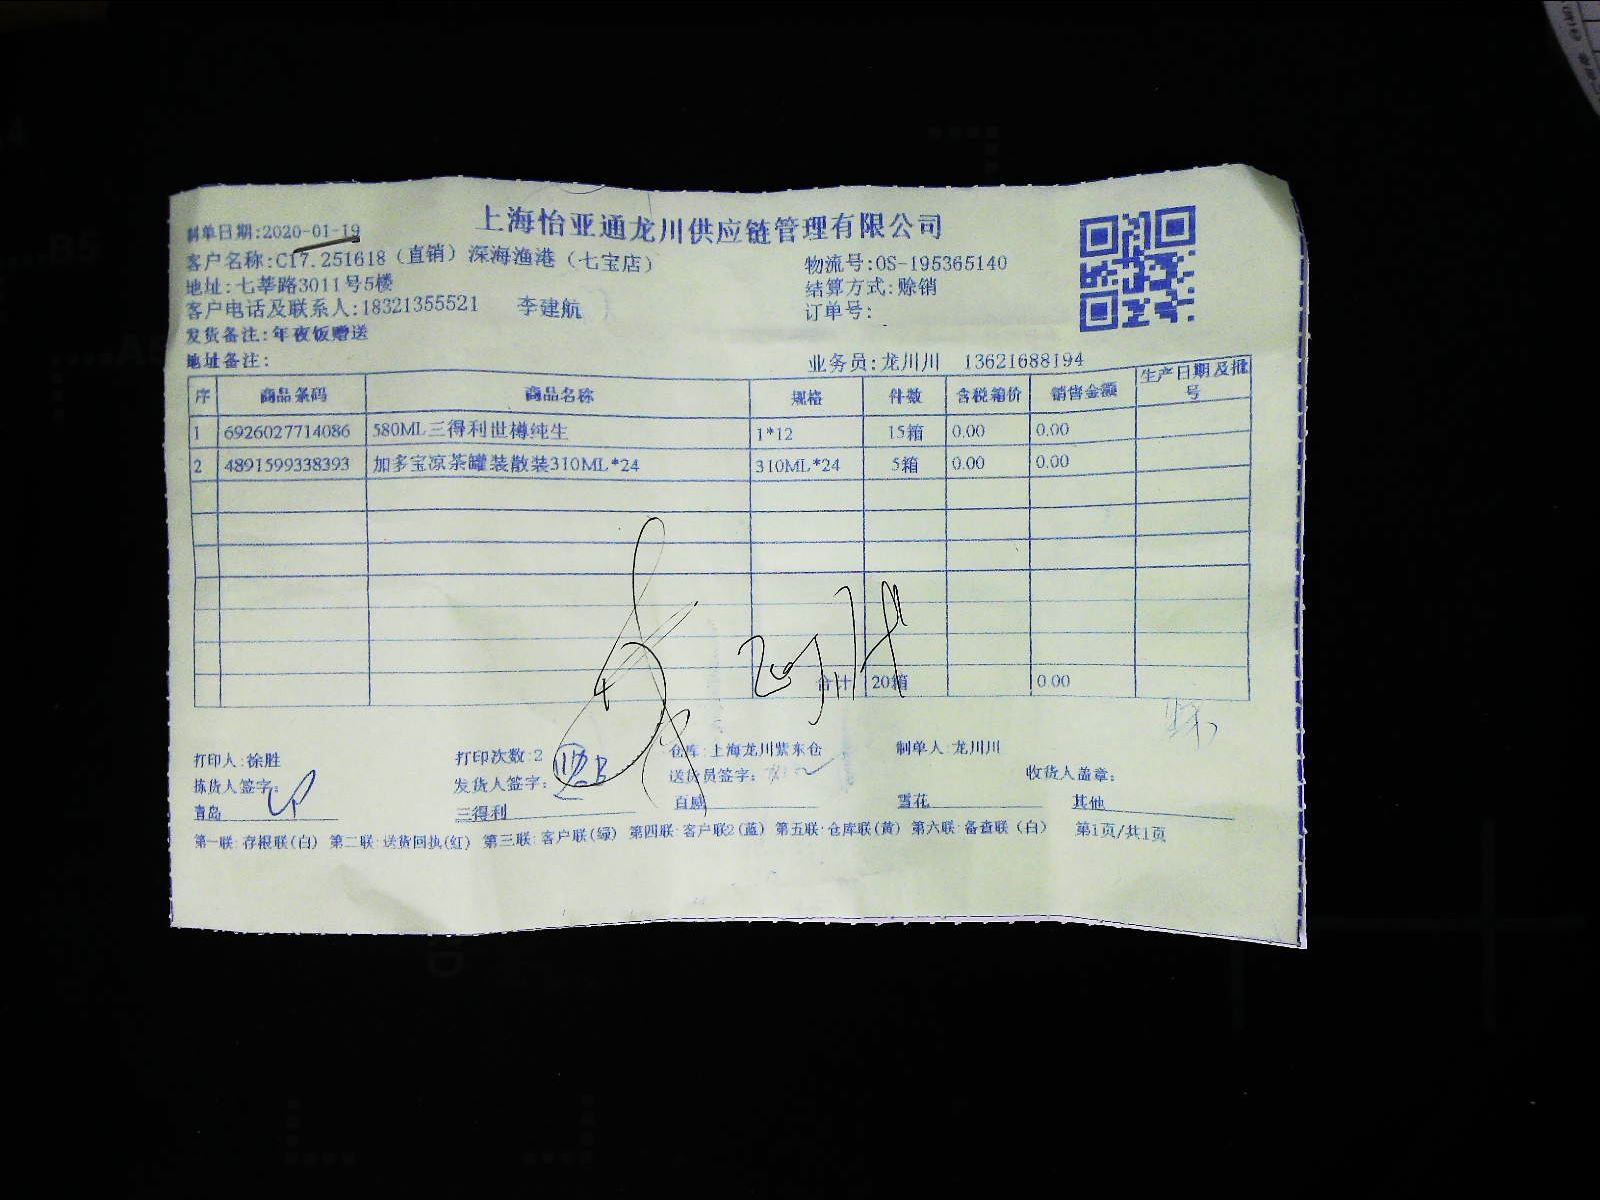 上海怡亚通龙川供应链管理有限公司
制单日期:2020-01-19
客户名称:C17.251618（直销）深海渔港（七宝店） 物流号:OS-195365140
地址:七莘路3011号5楼 结算方式:赊销
客户电话及联系人:18321355521 李建航 订单号:
发货备注:年夜饭赠送
地址备注: 业务员:龙川川 13621688194
序 商品条码 商品名称 规格 件数 含税箱价 销售金额 生产日期及批号
1 6926027714086 580ML三得利世樽纯生 1*12 15箱 0.00 0.00
2 4891599338393 加多宝凉茶罐装散装310ML*24 310ML*24 5箱 0.00 0.00
合计 20箱 0.00
打印人:徐胜 打印次数:2 仓库:上海龙川紫东仓 制单人:龙川川
拣货人签字: 发货人签字: 送货员签字: 收货人盖章:
青岛 三得利 百威 雪花 其他
第一联:存根联(白) 第二联:送货回执(红) 第三联:客户联(绿) 第四联:客户联2(蓝) 第五联:仓库联(黄) 第六联:备查联(白) 第1页/共1页